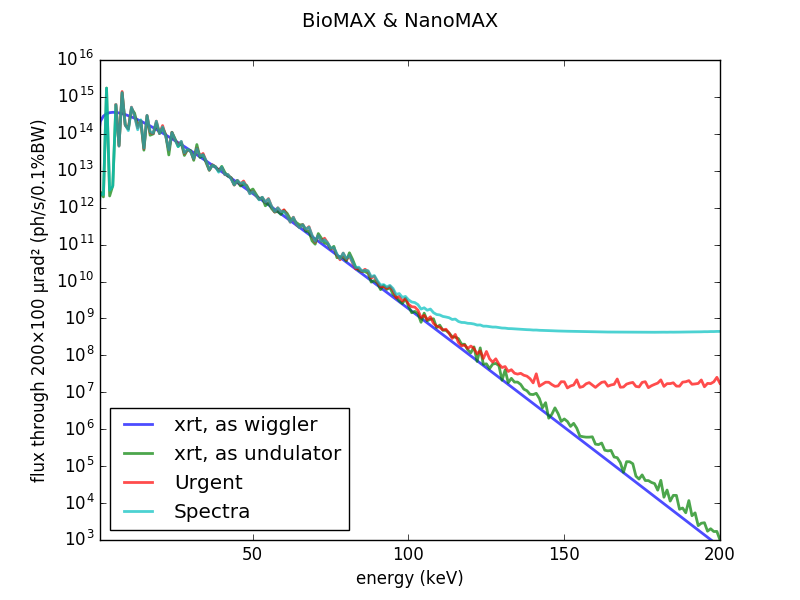 BioMAX & NanoMAX
10¹⁶
10¹⁵
10¹⁴
10¹³
10¹²
10¹¹
10¹⁰
10⁹
10⁸
10⁷
10⁶
10⁵
10⁴
10³
flux through 200×100 µrad² (ph/s/0.1%BW)
xrt, as wiggler
xrt, as undulator
Urgent
Spectra
50 100 150 200
energy (keV)